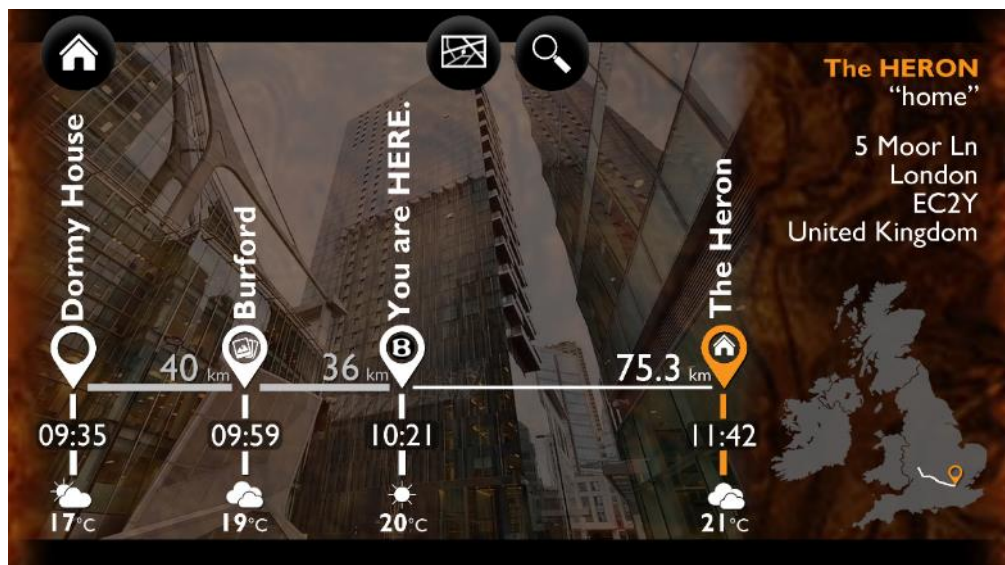 The HERON
“home”
5 Moor Ln
London
EC2Y
United Kingdom
Dormy House
Burford
You are HERE.
The Heron
40 km
36 km
75.3 km
B
09:35
09:59
10:21
11:42
17°C
19°C
20°C
21°C